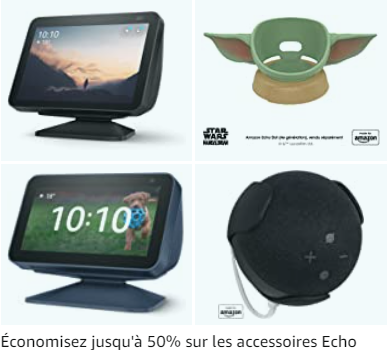 10:10
STAR
WARS
MANDALORIAN
Amazon Echo Dot (4e génération), vendu séparément
made for
amazon
18°
10:10
made for
amazon
Économisez jusqu'à 50% sur les accessoires Echo